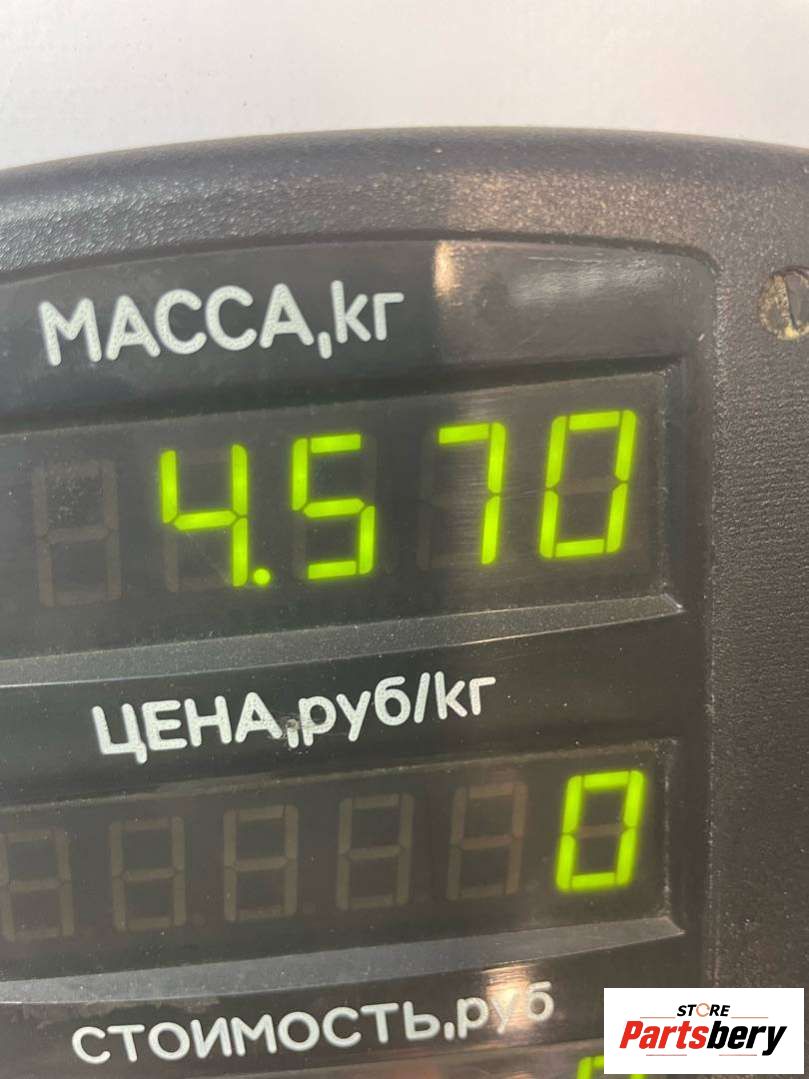 МАССА,кг
4.570
ЦЕНА,руб/кг
0
СТОИМОСТЬ,руб
STORE
Partsbery